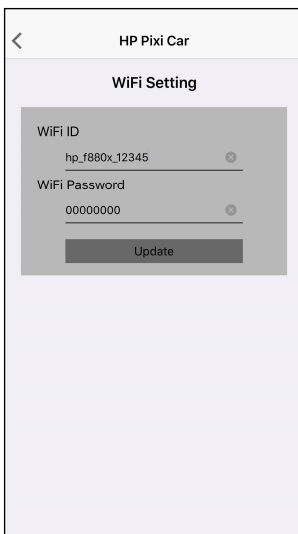 HP Pixi Car
WiFi Setting
WiFi ID
hp_f880x_12345
WiFi Password
00000000
Update